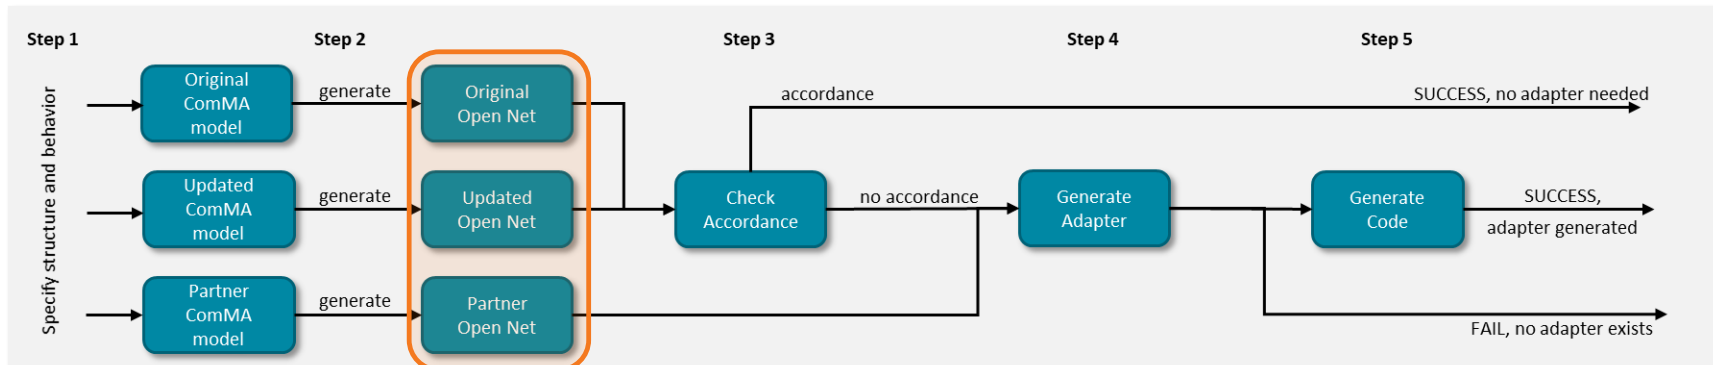 Step 1
Step 2
Step 3
Step 4
Step 5
Specify structure and behavior
Original
ComMA
model
generate
Original
Open Net
accordance
SUCCESS, no adapter needed
Updated
ComMA
model
generate
Updated
Open Net
Check
Accordance
no accordance
Generate
Adapter
Generate
Code
SUCCESS,
adapter generated
Partner
ComMA
model
generate
Partner
Open Net
FAIL, no adapter exists